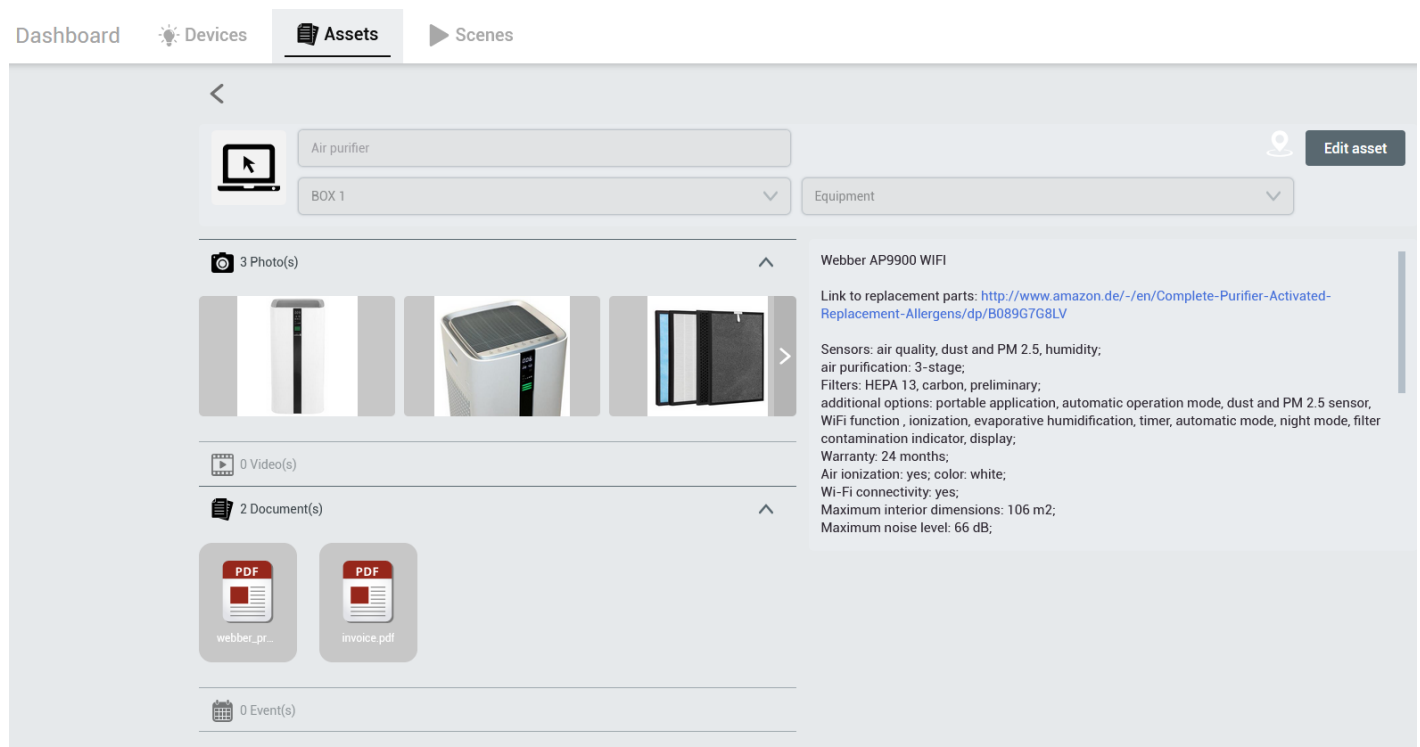 Dashboard
Devices
Assets
Scenes
Air purifier
Edit asset
BOX 1
Equipment
3 Photo(s)
Webber AP9900 WIFI
Link to replacement parts: http://www.amazon.de/-/en/Complete-Purifier-Activated-
Replacement-Allergens/dp/B089G7G8LV
Sensors: air quality, dust and PM 2.5, humidity;
air purification: 3-stage;
Filters: HEPA 13, carbon, preliminary;
additional options: portable application, automatic operation mode, dust and PM 2.5 sensor,
WiFi function , ionization, evaporative humidification, timer, automatic mode, night mode, filter
contamination indicator, display;
Warranty: 24 months;
Air ionization: yes; color: white;
Wi-Fi connectivity: yes;
Maximum interior dimensions: 106 m2;
Maximum noise level: 66 dB;
0 Video(s)
2 Document(s)
PDF
webber_pr...
PDF
invoice.pdf
0 Event(s)